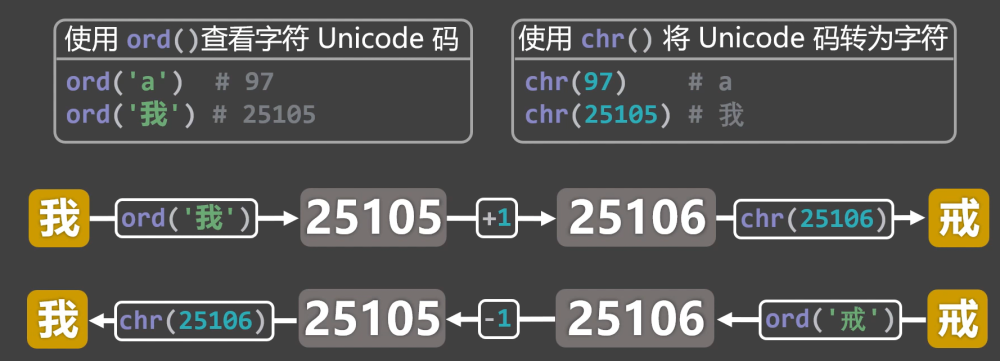 使用 ord()查看字符 Unicode 码
ord('a') # 97
ord('我') # 25105
使用 chr() 将 Unicode 码转为字符
chr(97) # a
chr(25105) # 我
我 ord('我') 25105 +1 25106 chr(25106) 戒
我 chr(25106) 25105 -1 25106 ord('戒') 戒